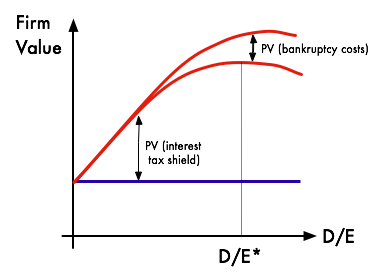 Firm
Value
PV (bankruptcy costs)
PV (interest
tax shield)
D/E
D/E*